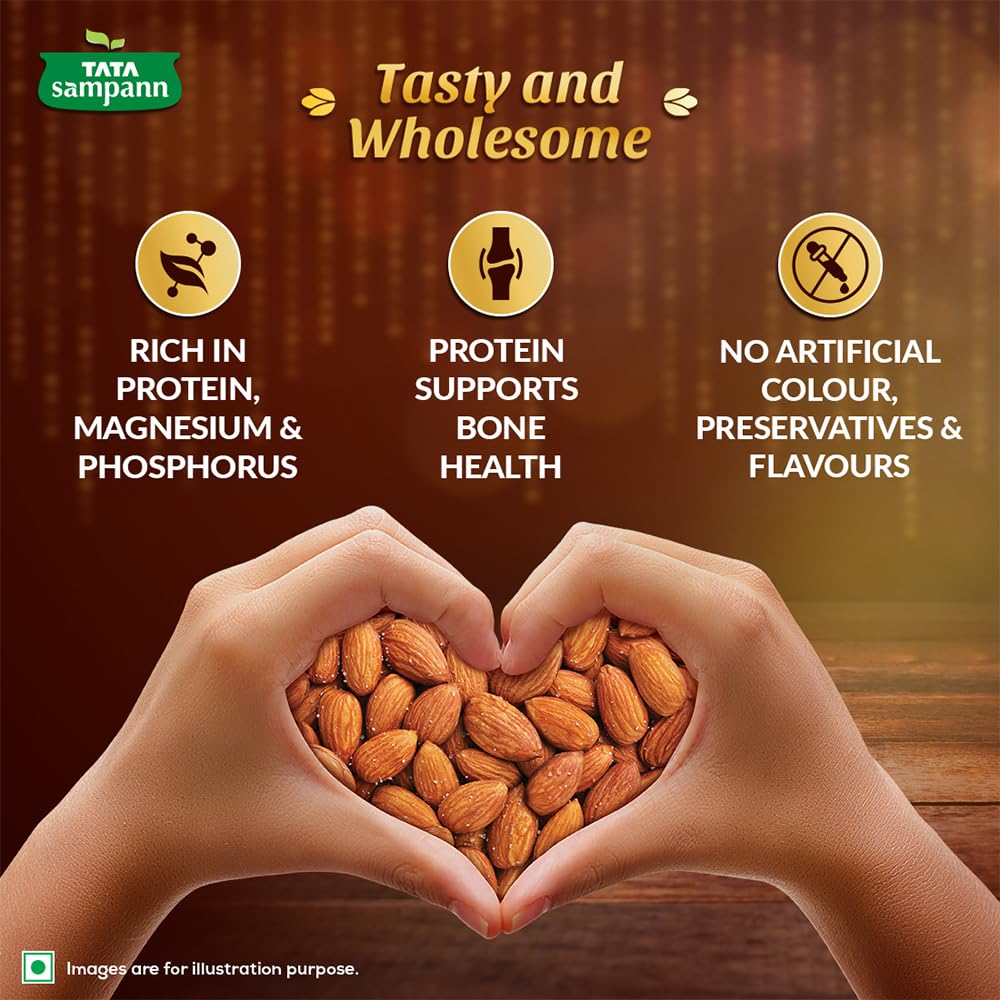 TATA
sampann
Tasty and
Wholesome
RICH IN
PROTEIN,
MAGNESIUM &
PHOSPHORUS
PROTEIN
SUPPORTS
BONE
HEALTH
NO ARTIFICIAL
COLOUR,
PRESERVATIVES &
FLAVOURS
Images are for illustration purpose.